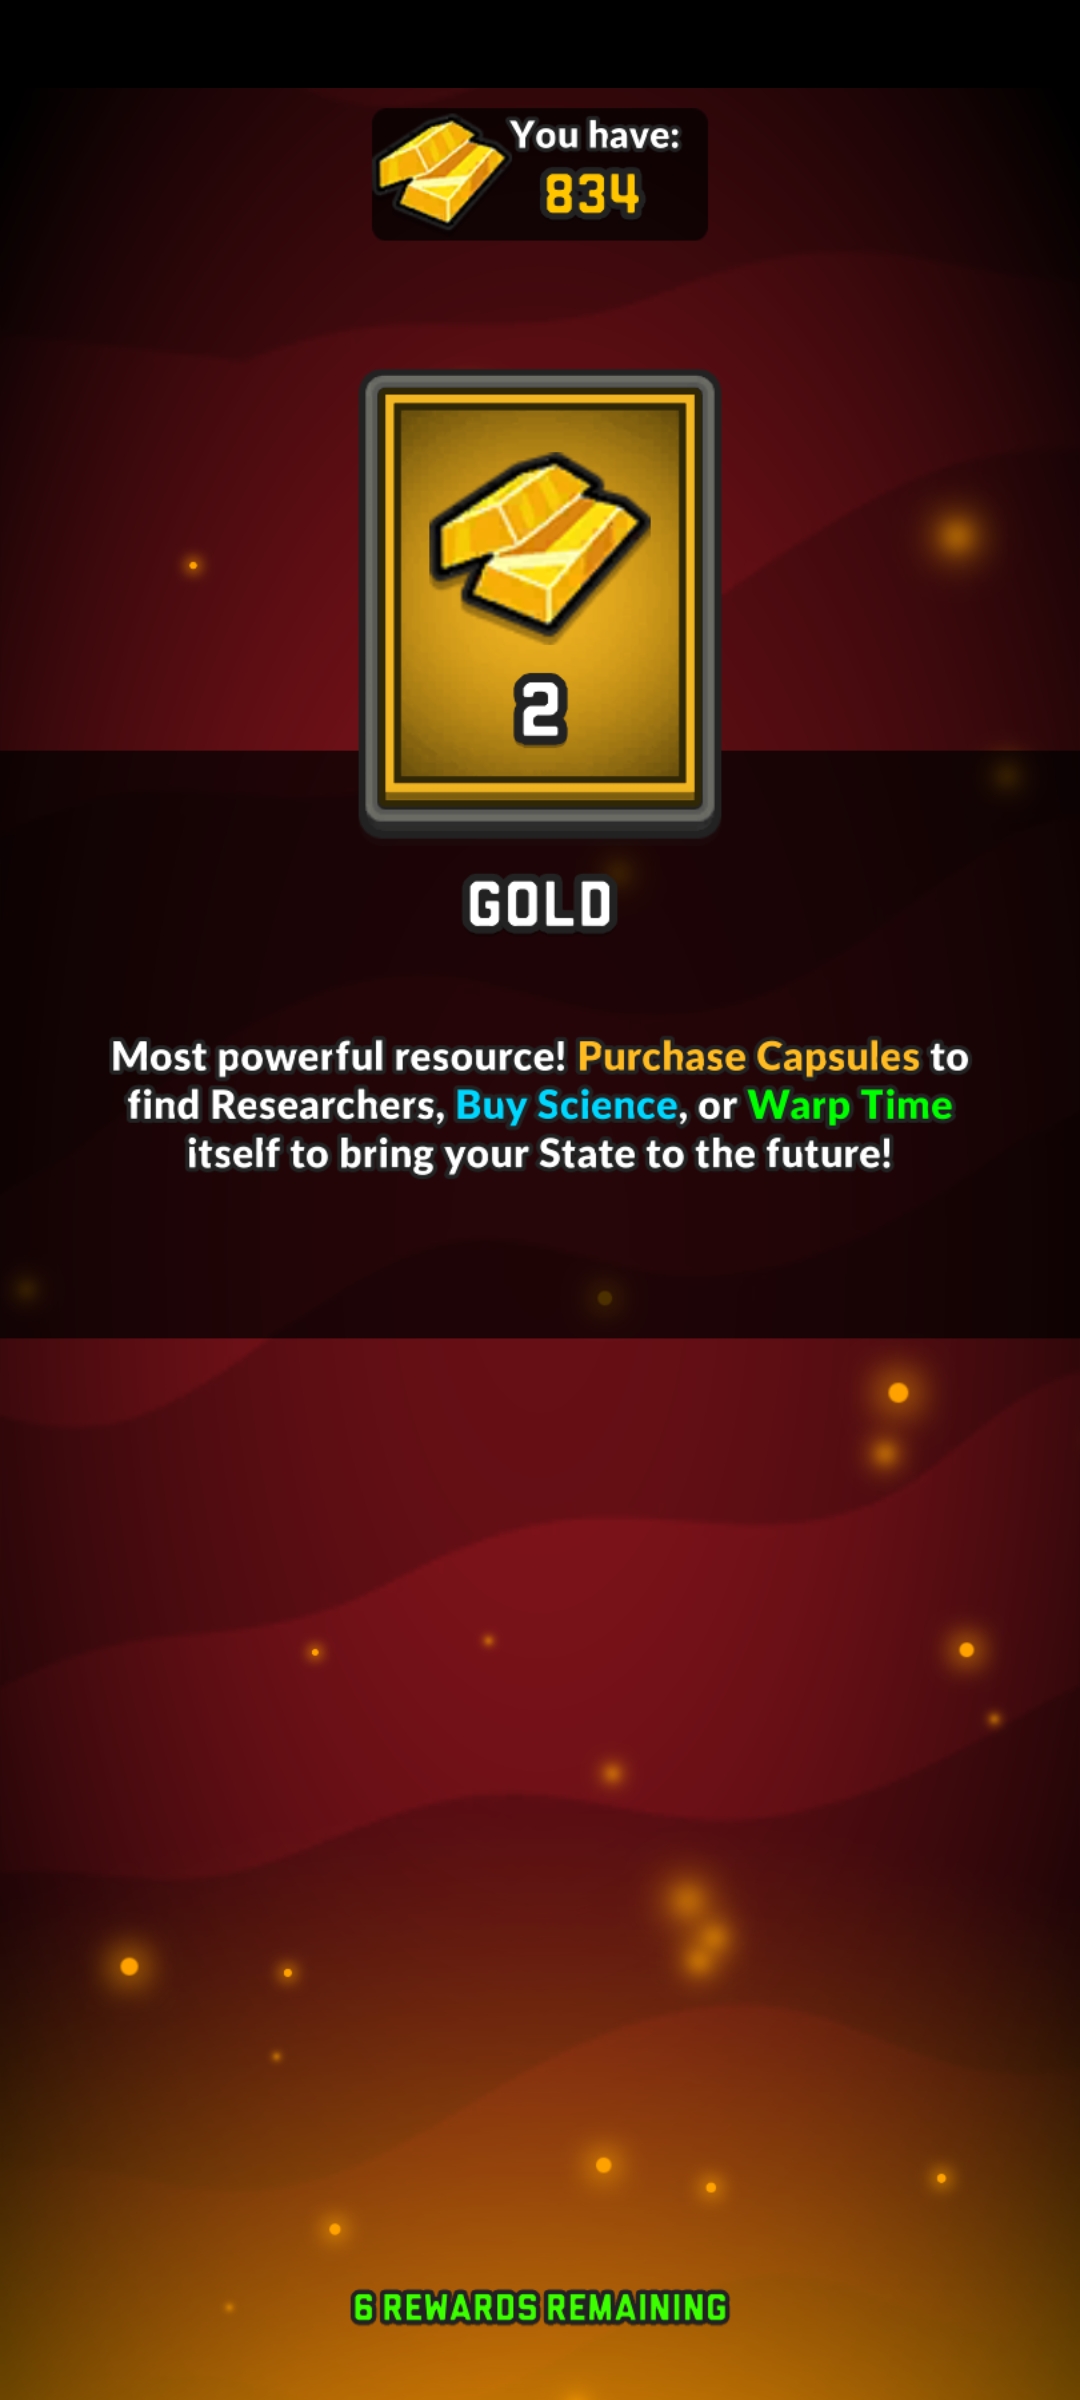 You have:
834
2
GOLD
Most powerful resource! Purchase Capsules to
find Researchers, Buy Science, or Warp Time
itself to bring your State to the future!
6 REWARDS REMAINING